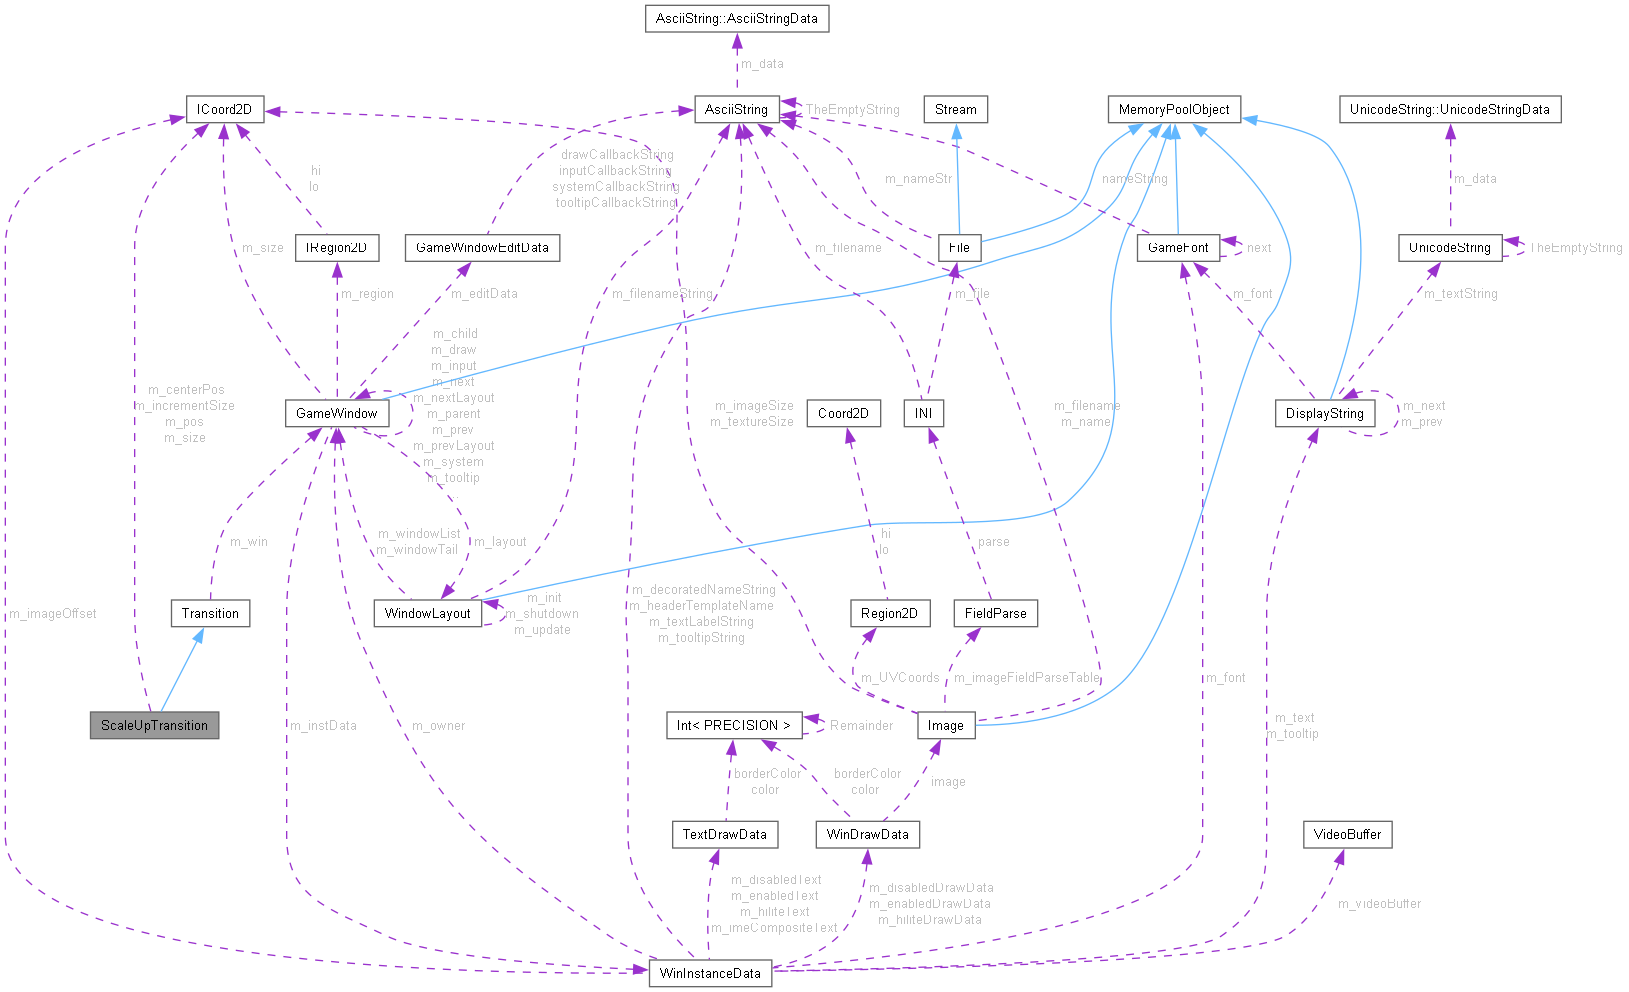 AsciiString::AsciiStringData
m_data
ICoord2D
AsciiString
TheEmptyString
Stream
MemoryPoolObject
UnicodeString::UnicodeStringData
drawCallbackString
inputCallbackString
systemCallbackString
tooltipCallbackString
hi
lo
m_nameStr
nameString
m_data
m_size
IRegion2D
GameWindowEditData
m_filename
File
GameFont
next
UnicodeString
TheEmptyString
m_region
m_editData
m_filenameString
m_file
m_font
m_textString
m_child
m_draw
m_input
m_next
m_nextLayout
m_parent
m_prev
m_prevLayout
m_system
m_tooltip
m_centerPos
m_incrementSize
m_pos
m_size
GameWindow
m_imageSize
m_textureSize
Coord2D
INI
m_filename
m_name
DisplayString
m_next
m_prev
m_win
m_windowList
m_windowTail
m_layout
hi
lo
parse
m_imageOffset
Transition
WindowLayout
m_init
m_shutdown
m_update
m_decoratedNameString
m_headerTemplateName
m_textLabelString
m_tooltipString
Region2D
FieldParse
m_UVCoords
m_imageFieldParseTable
m_font
ScaleUpTransition
m_instData
m_owner
Int< PRECISION >
Remainder
Image
m_text
m_tooltip
borderColor
color
borderColor
color
image
TextDrawData
WinDrawData
VideoBuffer
m_disabledText
m_enabledText
m_hiliteText
m_imeCompositeText
m_disabledDrawData
m_enabledDrawData
m_hiliteDrawData
m_videoBuffer
WinInstanceData